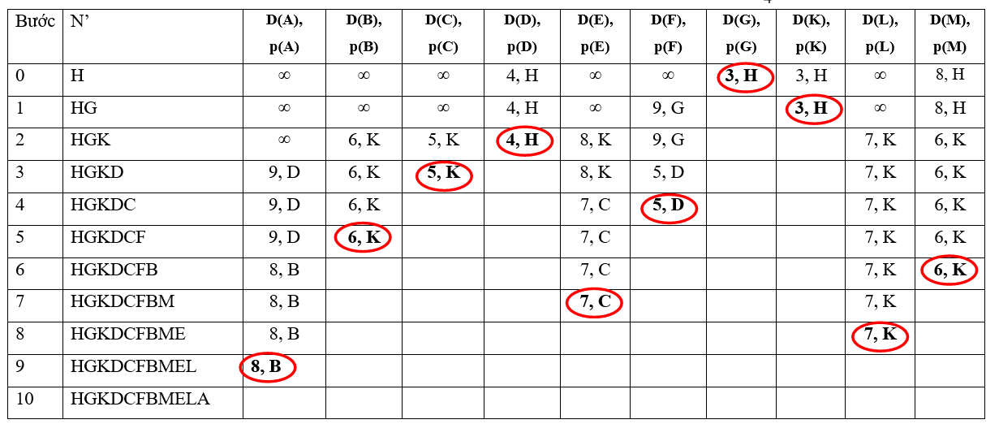 4
Bước N’ D(A), p(A) D(B), p(B) D(C), p(C) D(D), p(D) D(E), p(E) D(F), p(F) D(G), p(G) D(K), p(K) D(L), p(L) D(M), p(M)
0 H ∞ ∞ ∞ 4, H ∞ ∞ 3, H 3, H ∞ 8, H
1 HG ∞ ∞ ∞ 4, H ∞ 9, G 3, H ∞ 8, H
2 HGK ∞ 6, K 5, K 4, H 8, K 9, G 7, K 6, K
3 HGKD 9, D 6, K 5, K 8, K 5, D 7, K 6, K
4 HGKDC 9, D 6, K 7, C 5, D 7, K 6, K
5 HGKDCF 9, D 6, K 7, C 7, K 6, K
6 HGKDCFB 8, B 7, C 7, K 6, K
7 HGKDCFBM 8, B 7, C 7, K
8 HGKDCFBME 8, B 7, K
9 HGKDCFBMEL 8, B
10 HGKDCFBMELA